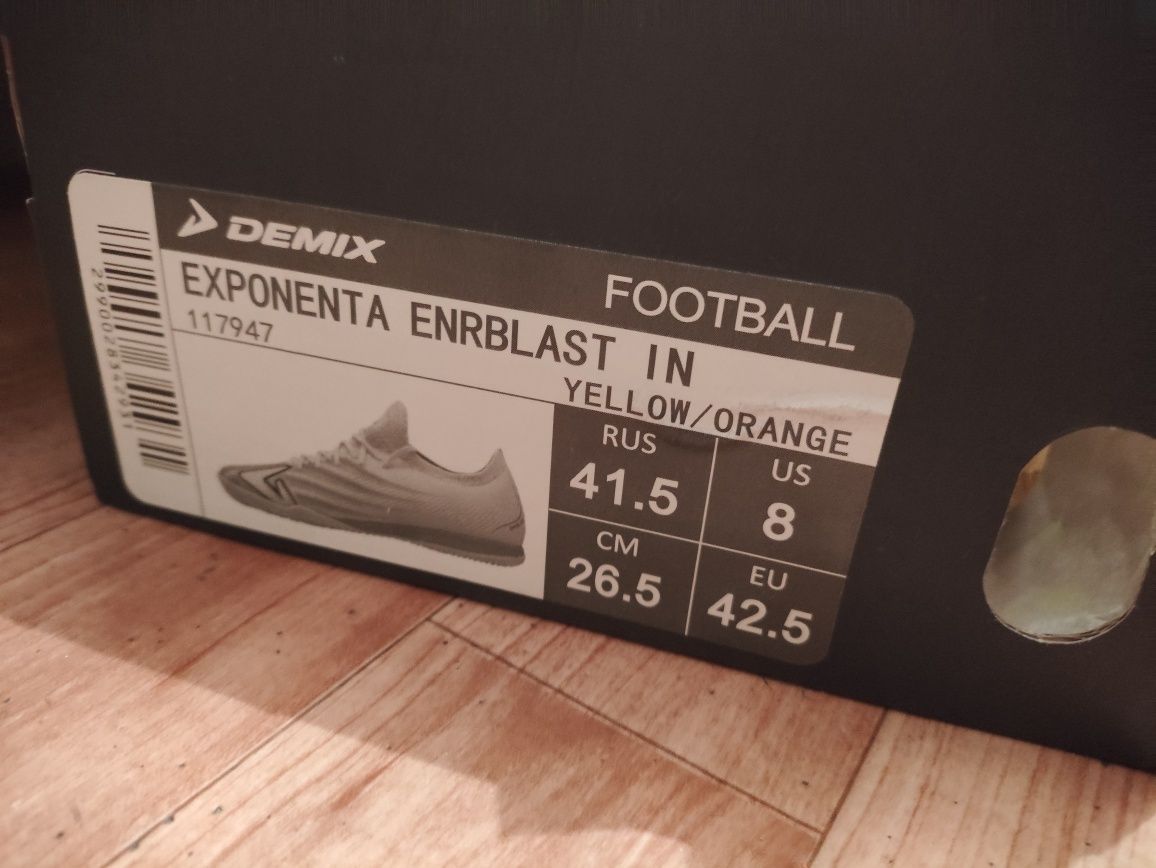 DEMIX
FOOTBALL
EXPONENTA ENRBLAST IN
117947
YELLOW/ORANGE
RUS
41.5
US
8
CM
26.5
EU
42.5